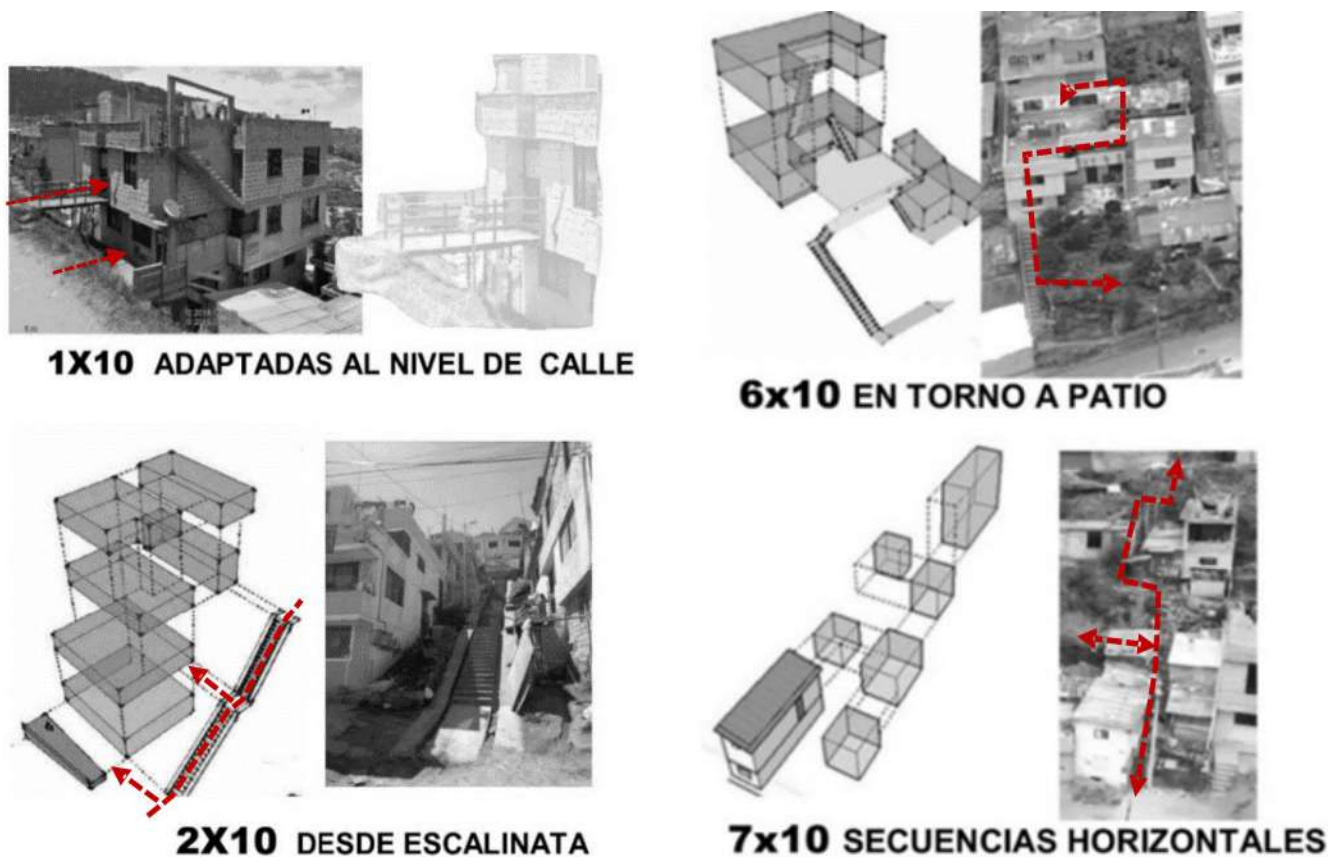 1X10 ADAPTADAS AL NIVEL DE CALLE
6x10 EN TORNO A PATIO
2X10 DESDE ESCALINATA
7x10 SECUENCIAS HORIZONTALES